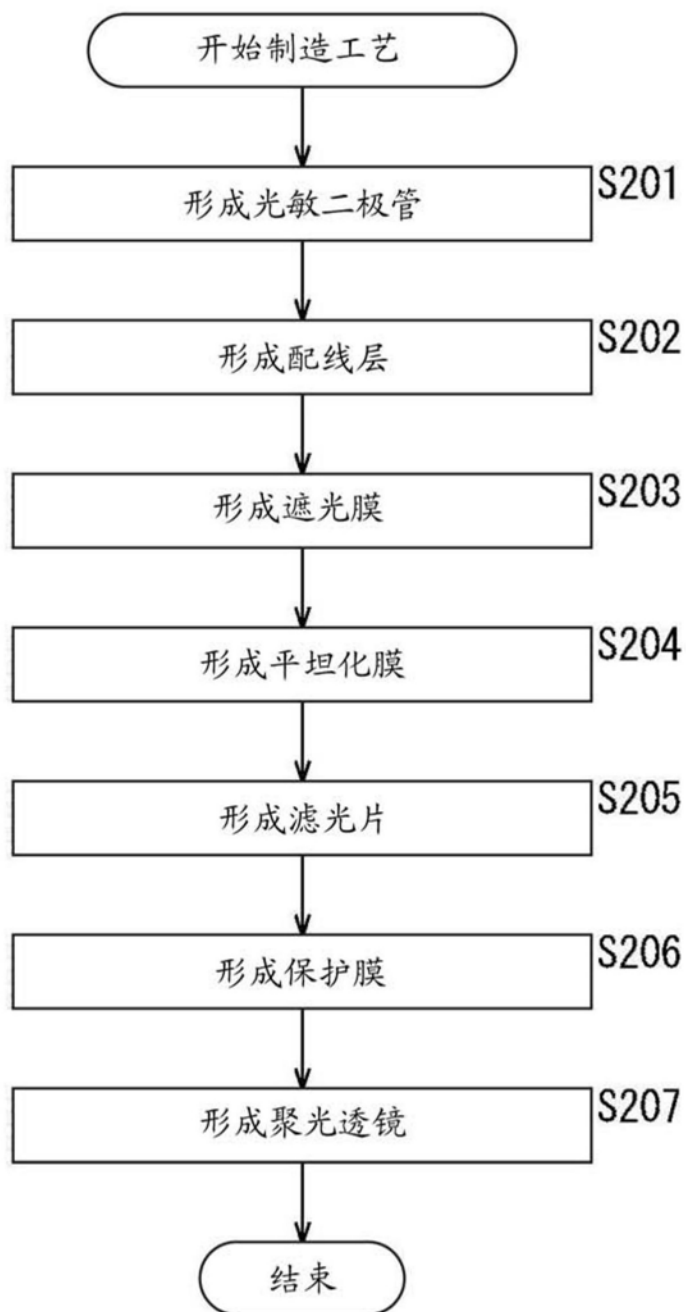 开始制造工艺
S201
形成光敏二极管
S202
形成配线层
S203
形成遮光膜
S204
形成平坦化膜
S205
形成滤光片
S206
形成保护膜
S207
形成聚光透镜
结束